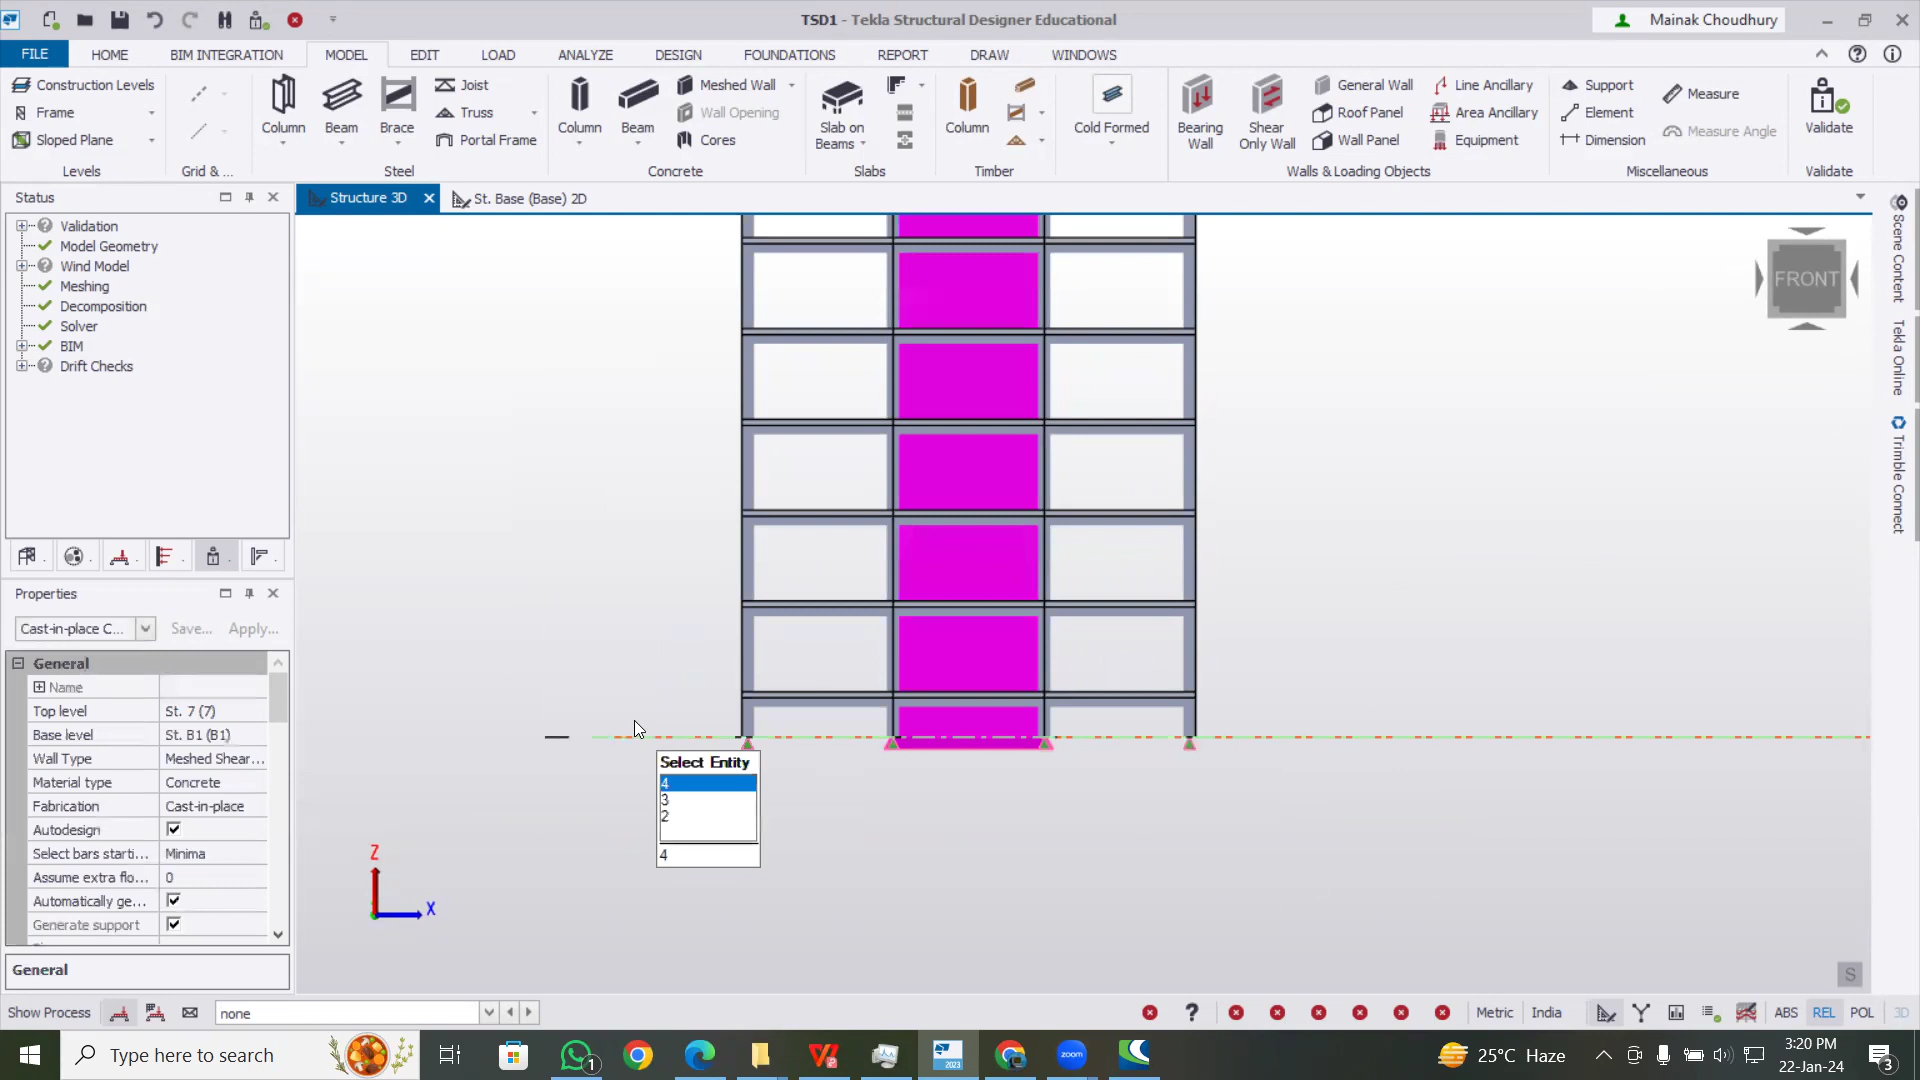 TSD1 - Tekla Structural Designer Educational
Mainak Choudhury
FILE HOME BIM INTEGRATION MODEL EDIT LOAD ANALYZE DESIGN FOUNDATIONS REPORT DRAW WINDOWS
Construction Levels
Frame
Sloped Plane
Levels
Grid & ...
Column
Beam
Brace
Joist
Truss
Portal Frame
Steel
Column
Beam
Meshed Wall
Wall Opening
Cores
Concrete
Slab on
Beams
Slabs
Column
Timber
Cold Formed
Bearing
Wall
Shear
Only Wall
General Wall
Roof Panel
Wall Panel
Line Ancillary
Area Ancillary
Equipment
Walls & Loading Objects
Support
Element
Dimension
Measure
Measure Angle
Miscellaneous
Validate
Validate
Status
Validation
Model Geometry
Wind Model
Meshing
Decomposition
Solver
BIM
Drift Checks
Structure 3D
St. Base (Base) 2D
FRONT
Scene Content
Tekla Online
Trimble Connect
Properties
Cast-in-place C...
Save...
Apply...
General
Name
Top level St. 7 (7)
Base level St. B1 (B1)
Wall Type Meshed Shear...
Material type Concrete
Fabrication Cast-in-place
Autodesign
Select bars starti... Minima
Assume extra flo... 0
Automatically ge...
Generate support
General
Select Entity
4
3
2
4
Z
X
S
Show Process
none
Metric India
ABS REL POL 3D
Type here to search
1
2023
zoom
25°C Haze
3:20 PM
22-Jan-24
3